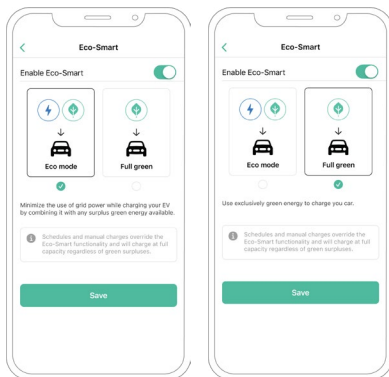 Eco-Smart
Enable Eco-Smart
Eco mode
Full green
Minimize the use of grid power while charging your EV
by combining it with any surplus green energy available.
Schedules and manual charges override the
Eco-Smart functionality and will charge at full
capacity regardless of green surpluses.
Save
Eco-Smart
Enable Eco-Smart
Eco mode
Full green
Use exclusively green energy to charge you car.
Schedules and manual charges override the
Eco-Smart functionality and will charge at full
capacity regardless of green surpluses.
Save